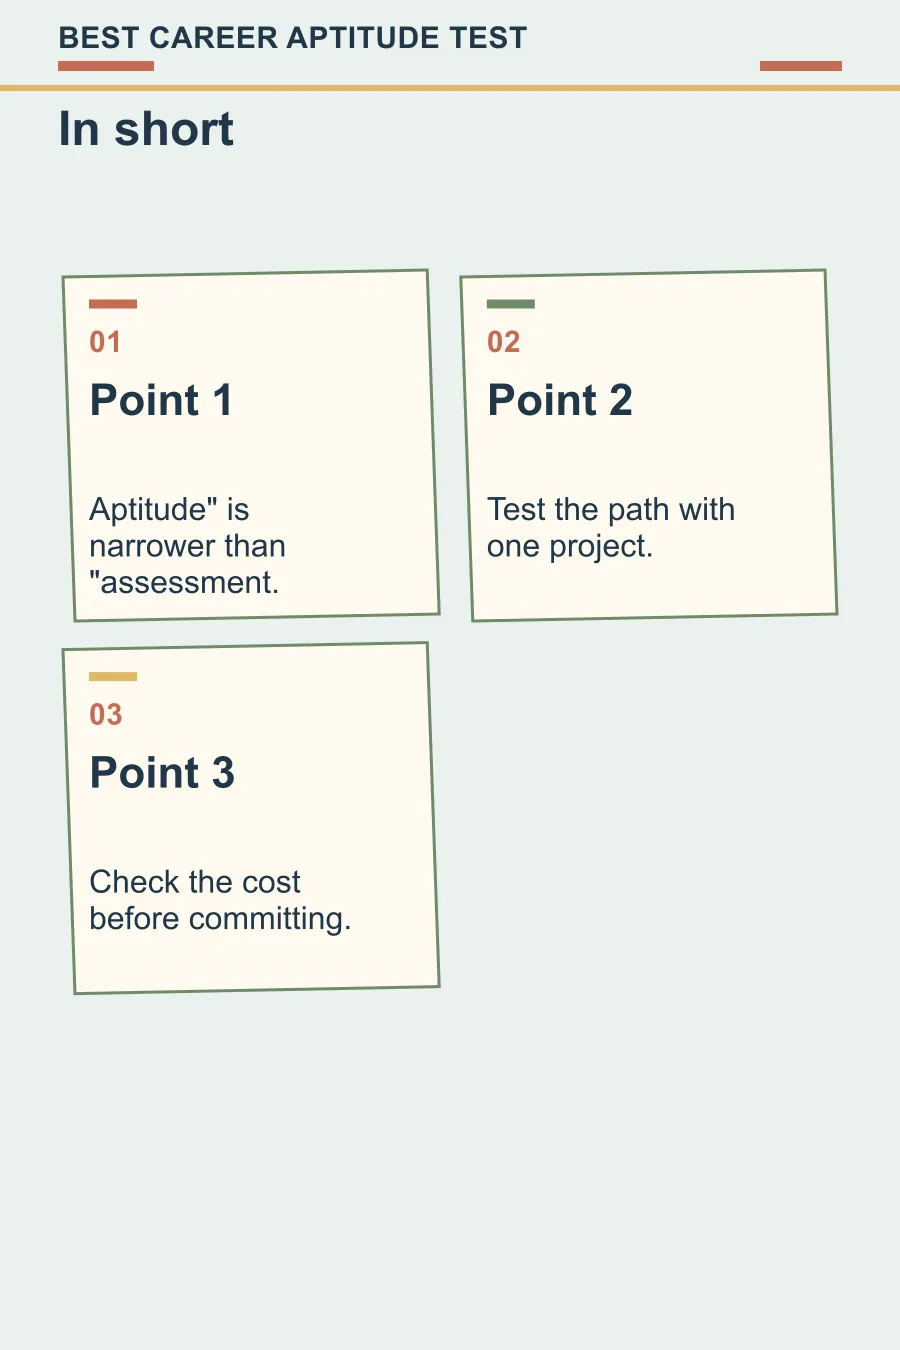 BEST CAREER APTITUDE TEST
In short
01
Point 1
Aptitude" is
narrower than
"assessment.
02
Point 2
Test the path with
one project.
03
Point 3
Check the cost
before committing.